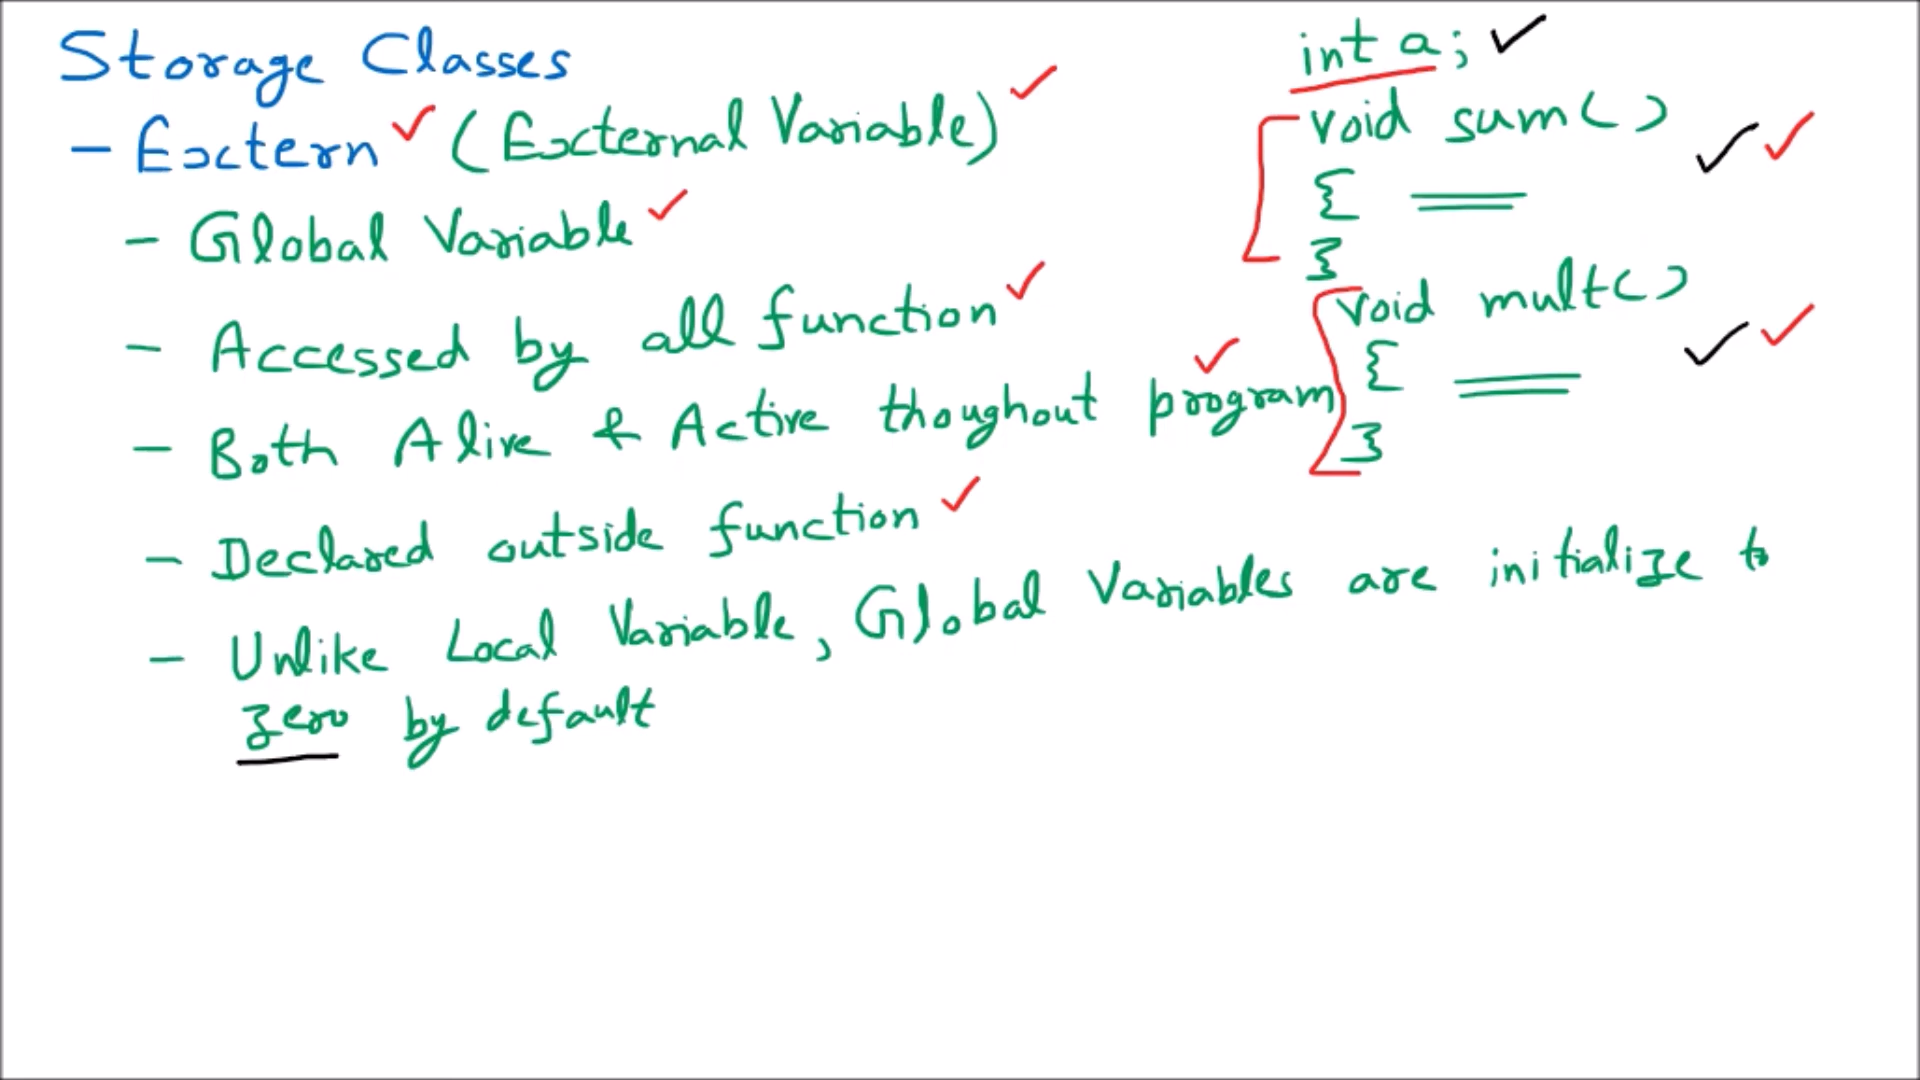 Storage Classes
- Extern (External Variable)
- Global Variable
- Accessed by all function
- Both Alive & Active thoughout program
- Declared outside function
- Unlike Local Variable, Global Variables are initialize to
zero by default
int a;
void sum()
{
}
void mult()
{
}